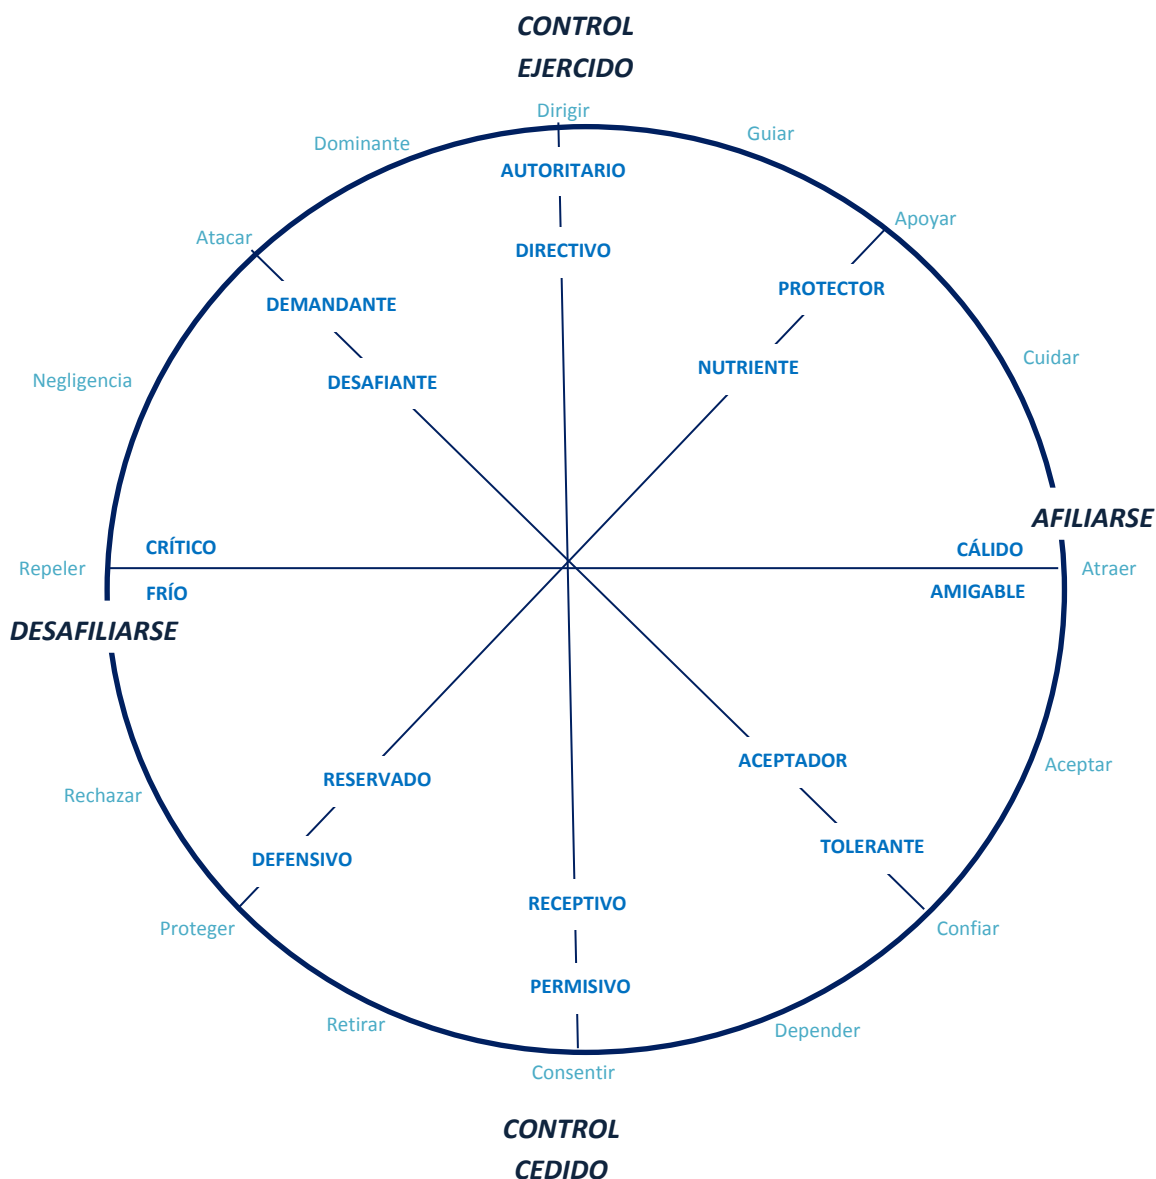 CONTROL
EJERCIDO
Dirigir
Guiar
Dominante
AUTORITARIO
Apoyar
Atacar
DIRECTIVO
PROTECTOR
DEMANDANTE
Cuidar
NUTRIENTE
Negligencia
DESAFIANTE
AFILIARSE
CRÍTICO
CÁLIDO
Repeler
Atraer
FRÍO
AMIGABLE
DESAFILIARSE
ACEPTADOR
Aceptar
RESERVADO
Rechazar
TOLERANTE
DEFENSIVO
RECEPTIVO
Proteger
Confiar
PERMISIVO
Retirar
Depender
Consentir
CONTROL
CEDIDO